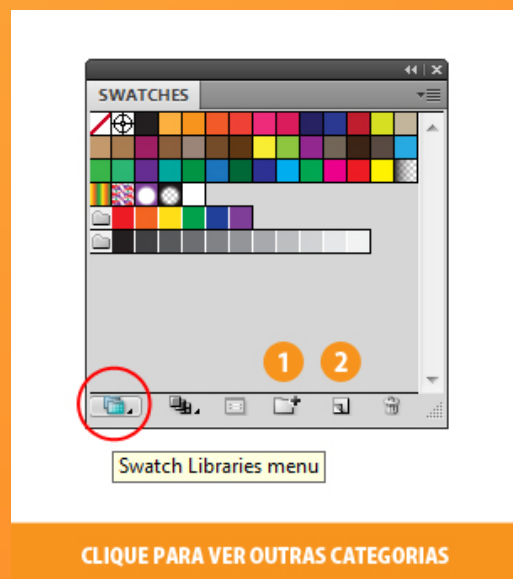 SWATCHES
1 2
Swatch Libraries menu
CLIQUE PARA VER OUTRAS CATEGORIAS